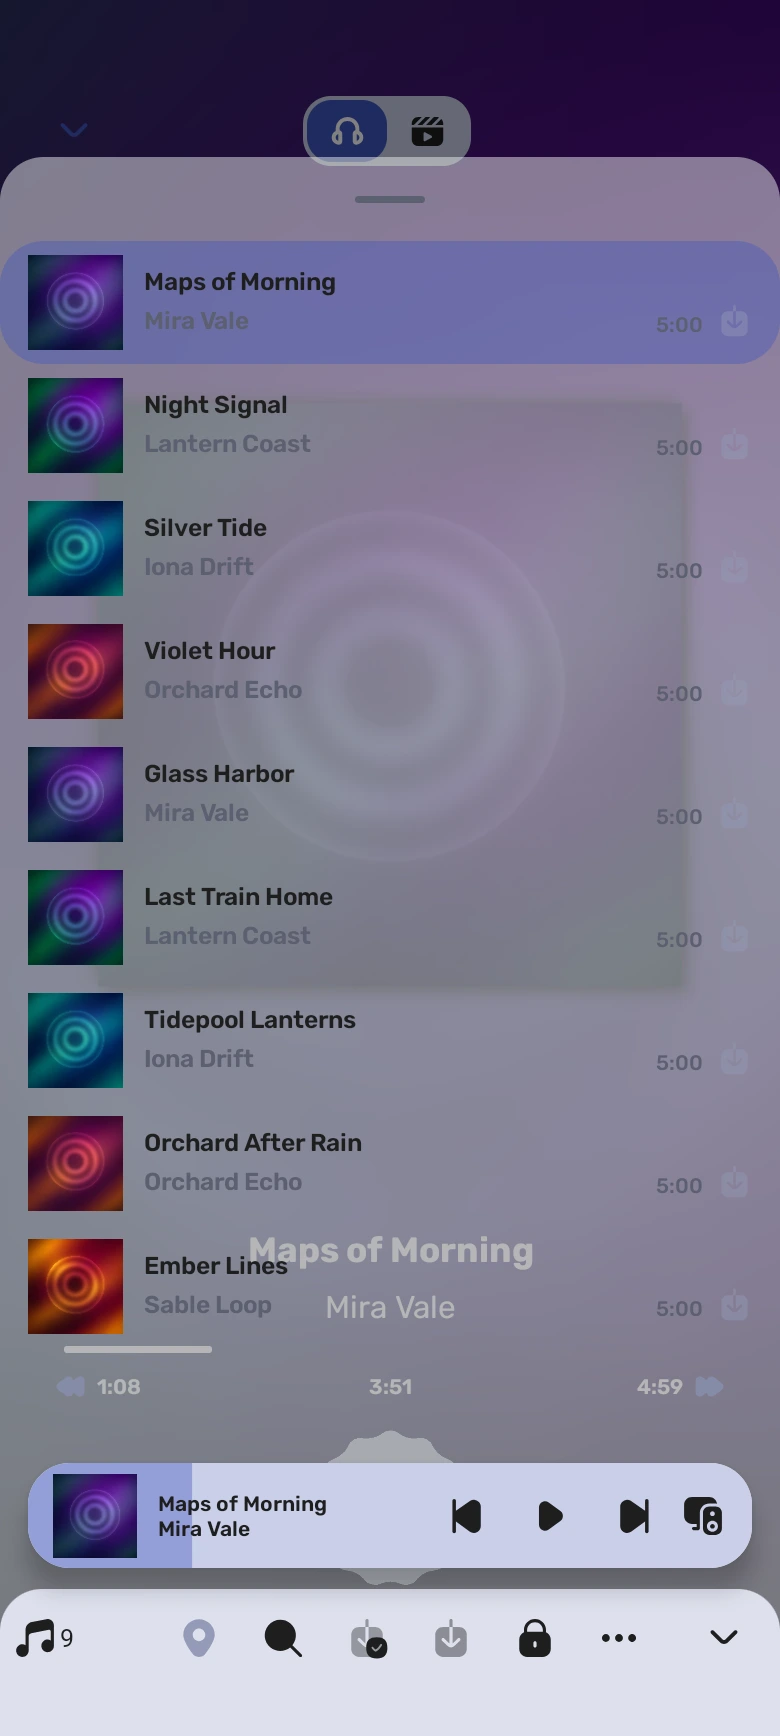 Maps of Morning
Mira Vale
5:00
Night Signal
Lantern Coast
5:00
Silver Tide
Iona Drift
5:00
Violet Hour
Orchard Echo
5:00
Glass Harbor
Mira Vale
5:00
Last Train Home
Lantern Coast
5:00
Tidepool Lanterns
Iona Drift
5:00
Orchard After Rain
Orchard Echo
5:00
Maps of Morning
Ember Lines
Sable Loop
Mira Vale
5:00
1:08
3:51
4:59
Maps of Morning
Mira Vale
9